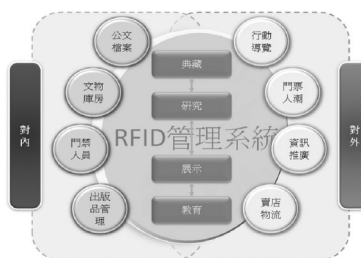 公文
檔案
行動
導覽
典藏
文物
庫房
門票
人潮
研究
對
內
RFID管理系統
對
外
門禁
人員
資訊
推廣
展示
出版
品管
理
賣店
物流
教育